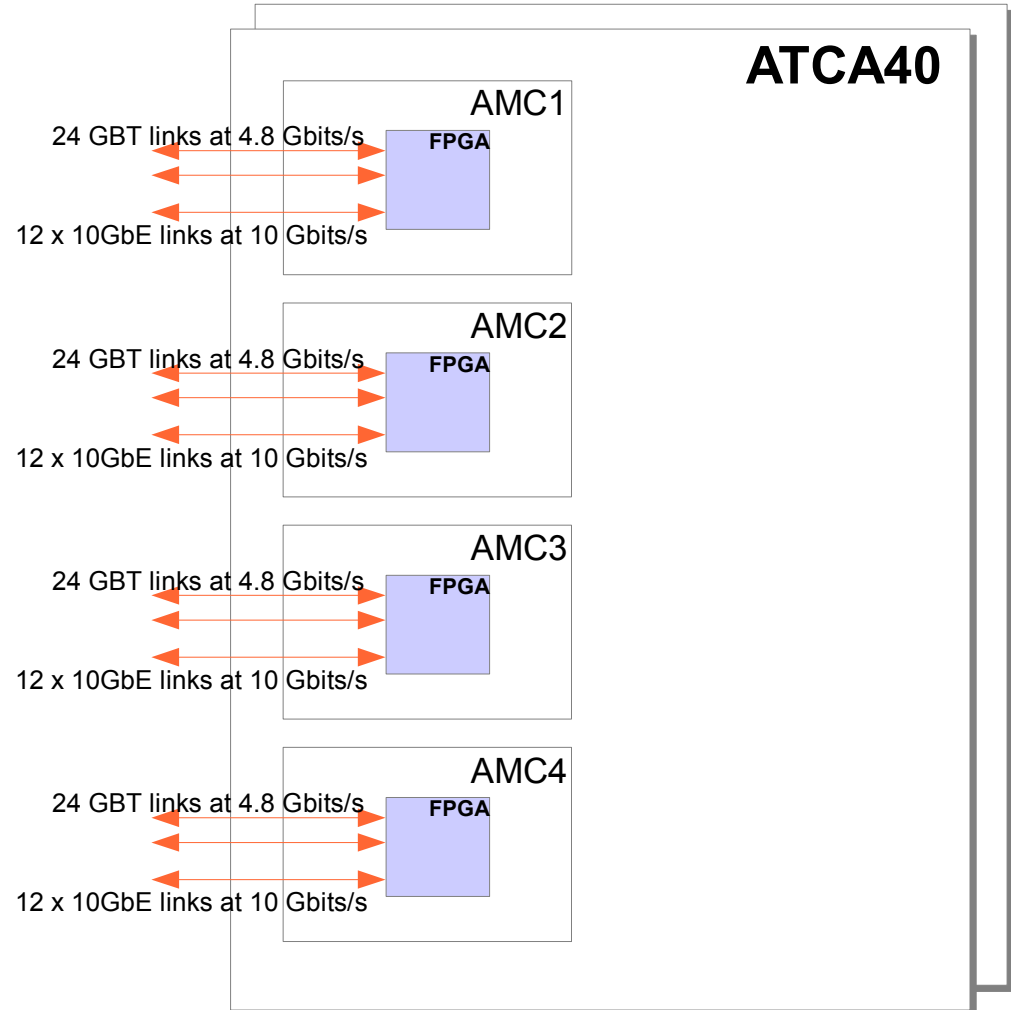 ATCA40
AMC1
24 GBT links at 4.8 Gbits/s
FPGA
12 x 10GbE links at 10 Gbits/s
AMC2
24 GBT links at 4.8 Gbits/s
FPGA
12 x 10GbE links at 10 Gbits/s
AMC3
24 GBT links at 4.8 Gbits/s
FPGA
12 x 10GbE links at 10 Gbits/s
AMC4
24 GBT links at 4.8 Gbits/s
FPGA
12 x 10GbE links at 10 Gbits/s